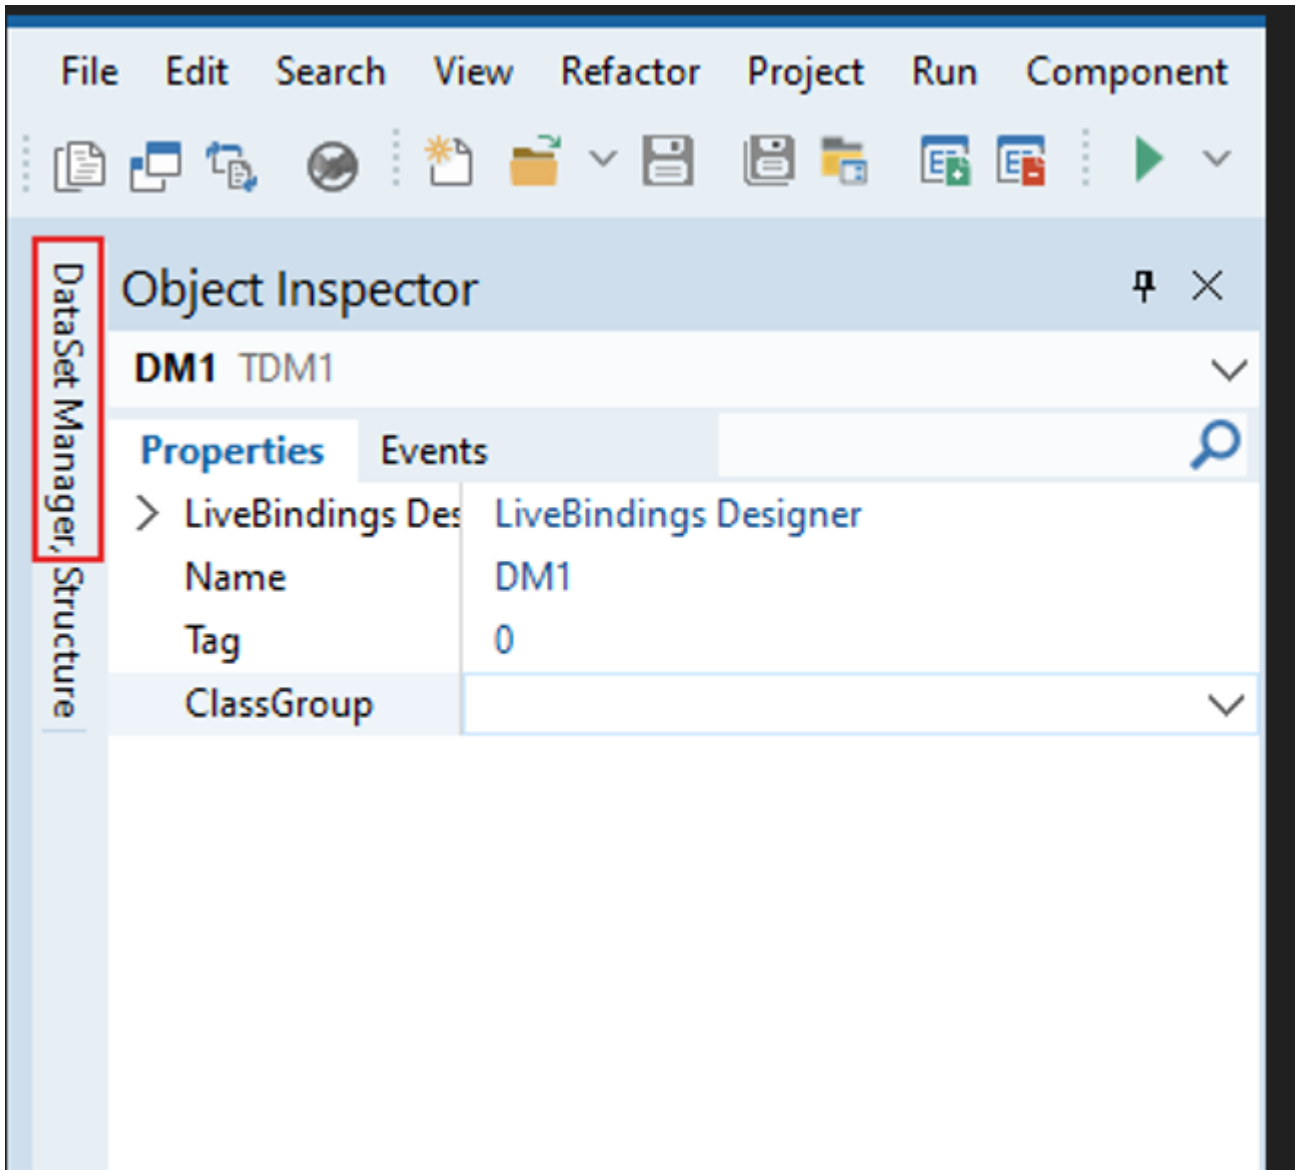 File Edit Search View Refactor Project Run Component
DataSet Manager, Structure
Object Inspector
DM1 TDM1
Properties Events
LiveBindings Des LiveBindings Designer
Name DM1
Tag 0
ClassGroup